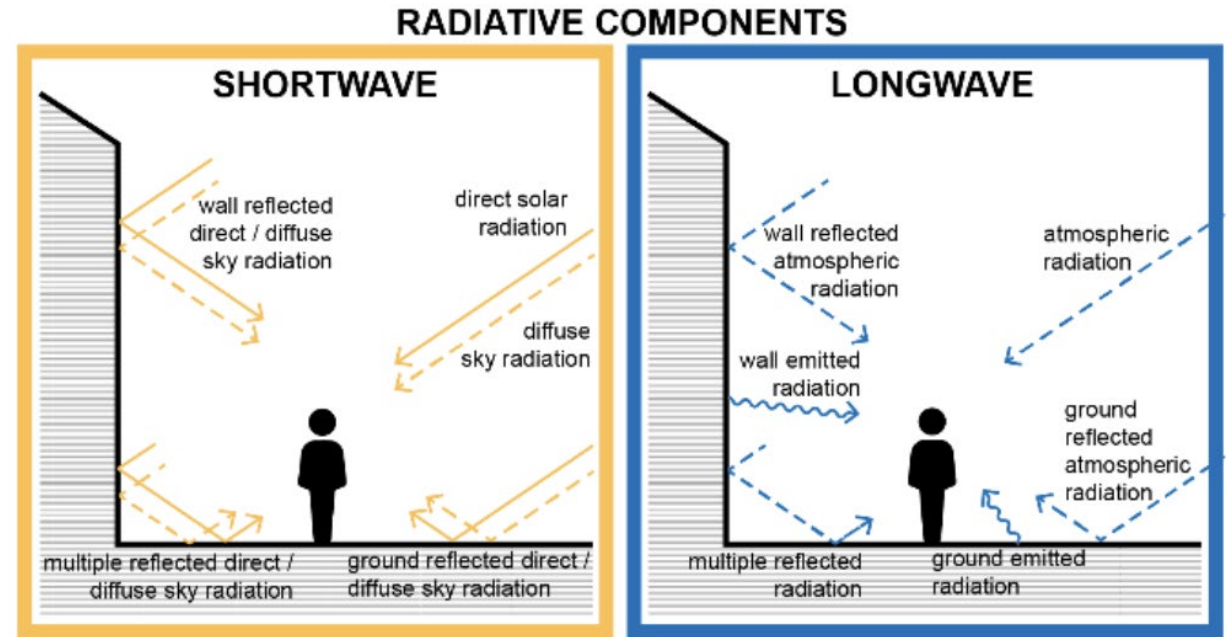 RADIATIVE COMPONENTS
SHORTWAVE
wall reflected
direct / diffuse
sky radiation
direct solar
radiation
diffuse
sky radiation
multiple reflected direct /
diffuse sky radiation
ground reflected direct /
diffuse sky radiation
LONGWAVE
wall reflected
atmospheric
radiation
atmospheric
radiation
wall emitted
radiation
ground
reflected
atmospheric
radiation
multiple reflected
radiation
ground emitted
radiation